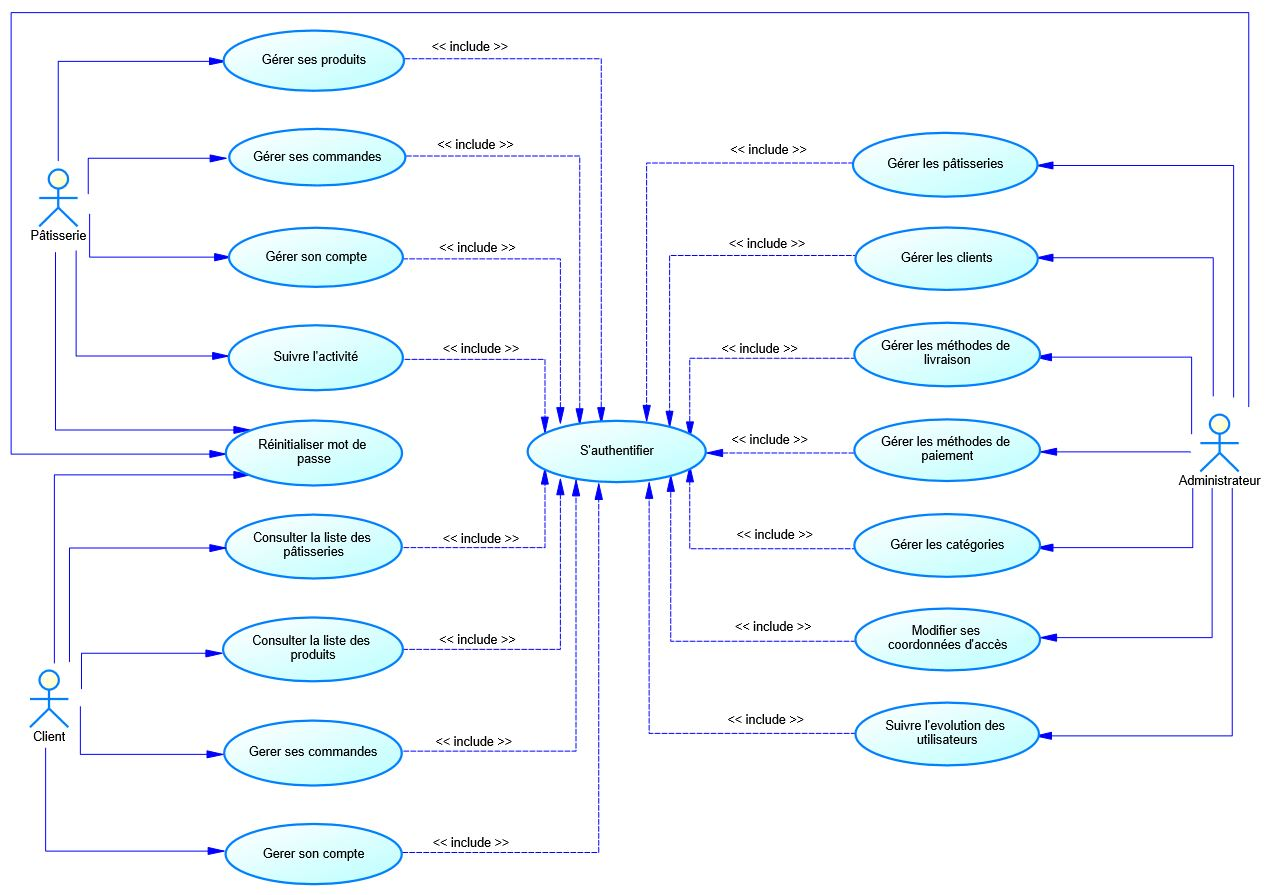 Gérer ses produits
<< include >>
Gérer ses commandes
<< include >>
Pâtisserie
Gérer son compte
<< include >>
Suivre l'activité
<< include >>
Réinitialiser mot de
passe
Consulter la liste des
pâtisseries
<< include >>
Consulter la liste des
produits
<< include >>
Client
Gerer ses commandes
<< include >>
Gerer son compte
<< include >>
S'authentifier
<< include >>
Gérer les pâtisseries
<< include >>
Gérer les clients
<< include >>
Gérer les méthodes de
livraison
<< include >>
Gérer les méthodes de
paiement
Administrateur
<< include >>
Gérer les catégories
<< include >>
Modifier ses
coordonnées d'accès
<< include >>
Suivre l'evolution des
utilisateurs